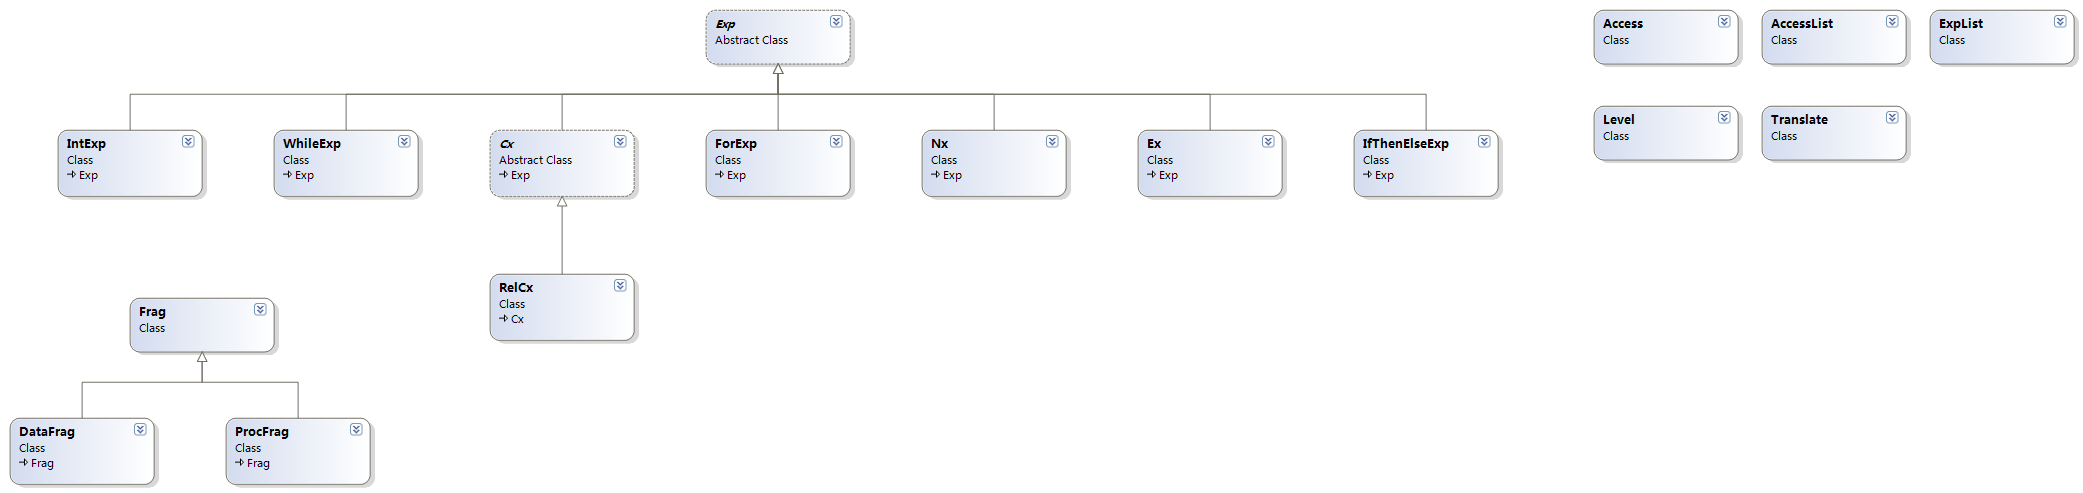 Exp
Abstract Class
Access
Class
AccessList
Class
ExpList
Class
Level
Class
Translate
Class
IntExp
Class
Exp
WhileExp
Class
Exp
Cx
Abstract Class
Exp
ForExp
Class
Exp
Nx
Class
Exp
Ex
Class
Exp
IfThenElseExp
Class
Exp
RelCx
Class
Cx
Frag
Class
DataFrag
Class
Frag
ProcFrag
Class
Frag